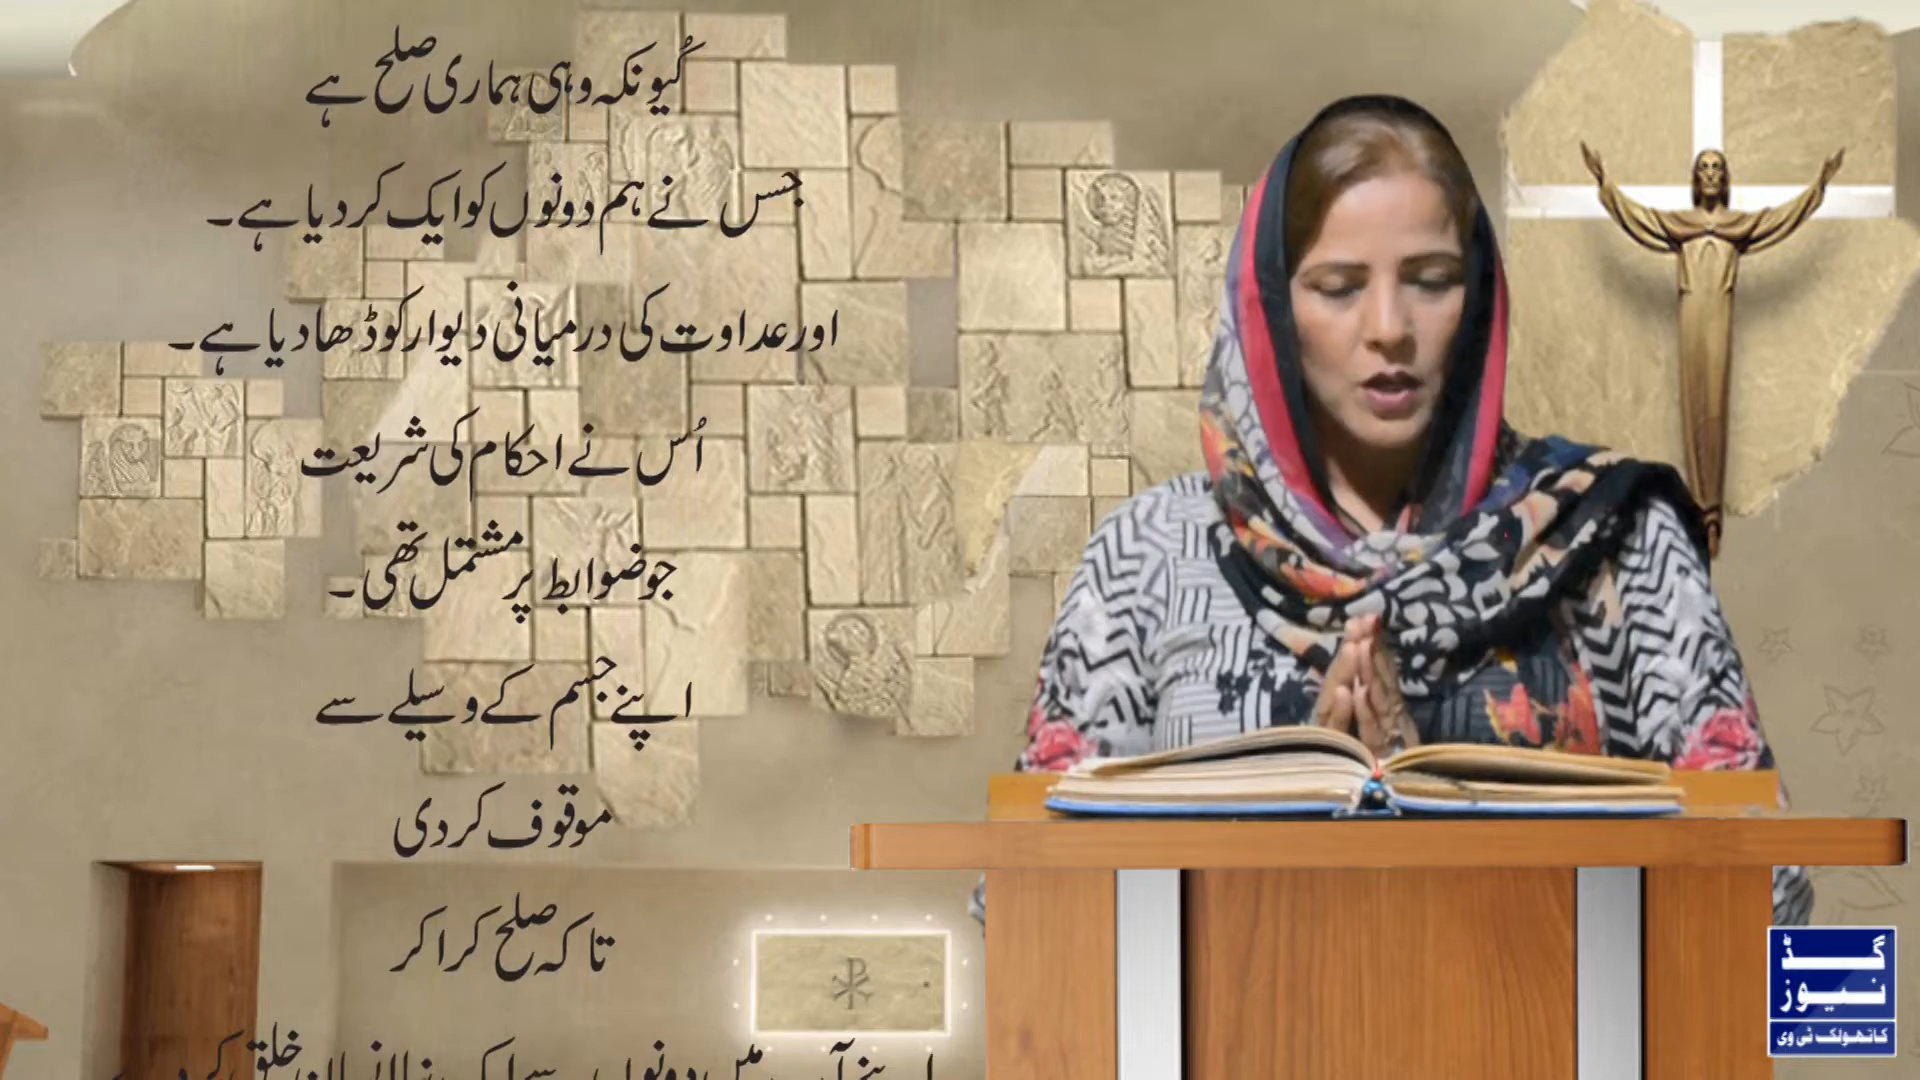 کُیونکہ وہی ہماری صلح ہے
جس نے ہم دونوں کو ایک کر دیا ہے۔
اور عداوت کی درمیانی دیوار کو ڈھا دیا ہے۔
اُس نے احکام کی شریعت
جو ضوابط پر مشتمل تھی۔
اپنے جسم کے وسیلے سے
موقوف کر دی
تاکہ صلح کرا کر
گڈ
نیوز
کاتھولک ٹی وی